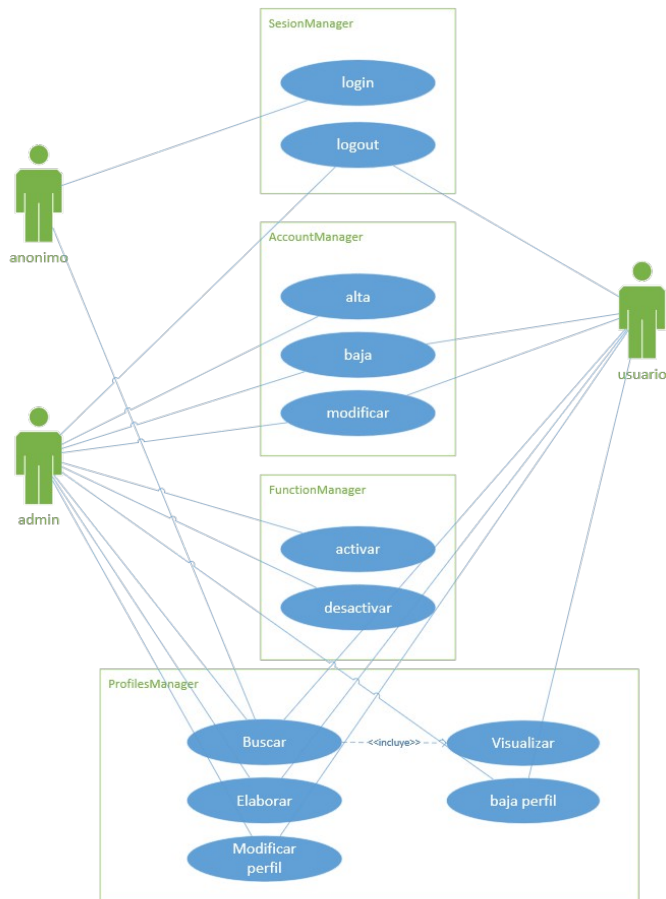 SesionManager
login
logout
anonimo
AccountManager
alta
baja
modificar
usuario
admin
FunctionManager
activar
desactivar
ProfilesManager
Buscar
<<incluye>>
Visualizar
Elaborar
baja perfil
Modificar
perfil